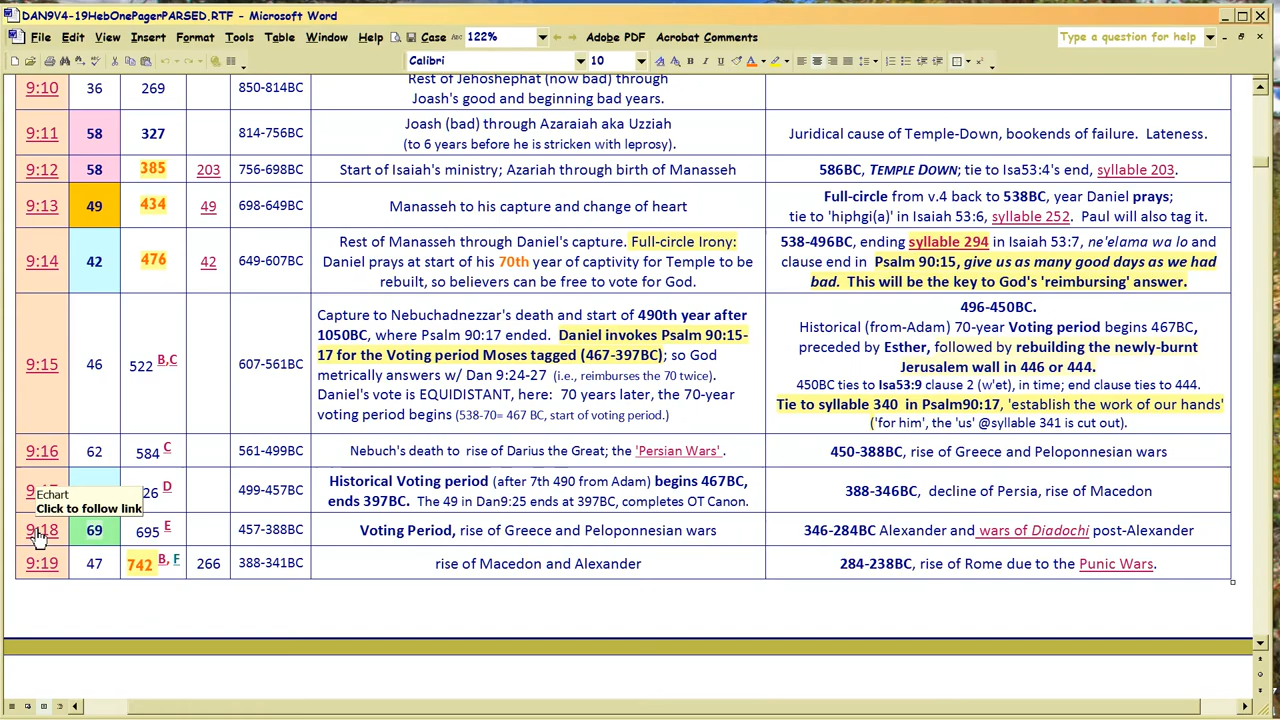 DAN9V4-19HebOnePagerPARSED.RTF - Microsoft Word
File Edit View Insert Format Tools Table Window Help Case 122% Adobe PDF Acrobat Comments Type a question for help
Calibri 10
9:10 36 269 850-814BC Rest of Jehoshephat (now bad) through
Joash's good and beginning bad years.
9:11 58 327 814-756BC Joash (bad) through Azaraiah aka Uzziah
(to 6 years before he is stricken with leprosy).
Juridical cause of Temple-Down, bookends of failure. Lateness.
9:12 58 385 203 756-698BC Start of Isaiah's ministry; Azariah through birth of Manasseh 586BC, TEMPLE DOWN; tie to Isa53:4's end, syllable 203.
9:13 49 434 49 698-649BC Manasseh to his capture and change of heart
Full-circle from v.4 back to 538BC, year Daniel prays;
tie to 'hiphgi(a)' in Isaiah 53:6, syllable 252. Paul will also tag it.
9:14 42 476 42 649-607BC
Rest of Manasseh through Daniel's capture. Full-circle Irony:
Daniel prays at start of his 70th year of captivity for Temple to be
rebuilt, so believers can be free to vote for God.
538-496BC, ending syllable 294 in Isaiah 53:7, ne'elama wa lo and
clause end in Psalm 90:15, give us as many good days as we had
bad. This will be the key to God's 'reimbursing' answer.
9:15 46 522 B,C 607-561BC
Capture to Nebuchadnezzar's death and start of 490th year after
1050BC, where Psalm 90:17 ended. Daniel invokes Psalm 90:15-
17 for the Voting period Moses tagged (467-397BC); so God
metrically answers w/ Dan 9:24-27 (i.e., reimburses the 70 twice).
Daniel's vote is EQUIDISTANT, here: 70 years later, the 70-year
voting period begins (538-70= 467 BC, start of voting period.)
496-450BC.
Historical (from-Adam) 70-year Voting period begins 467BC,
preceded by Esther, followed by rebuilding the newly-burnt
Jerusalem wall in 446 or 444.
450BC ties to Isa53:9 clause 2 (w'et), in time; end clause ties to 444.
Tie to syllable 340 in Psalm90:17, 'establish the work of our hands'
('for him', the 'us' @syllable 341 is cut out).
9:16 62 584 C 561-499BC Nebuch's death to rise of Darius the Great; the 'Persian Wars'. 450-388BC, rise of Greece and Peloponnesian wars
26 D 499-457BC
Historical Voting period (after 7th 490 from Adam) begins 467BC,
ends 397BC. The 49 in Dan9:25 ends at 397BC, completes OT Canon.
388-346BC, decline of Persia, rise of Macedon
Echart
Click to follow link
9:18 69 695 E 457-388BC Voting Period, rise of Greece and Peloponnesian wars 346-284BC Alexander and wars of Diadochi post-Alexander
9:19 47 742 B, F 266 388-341BC rise of Macedon and Alexander 284-238BC, rise of Rome due to the Punic Wars.